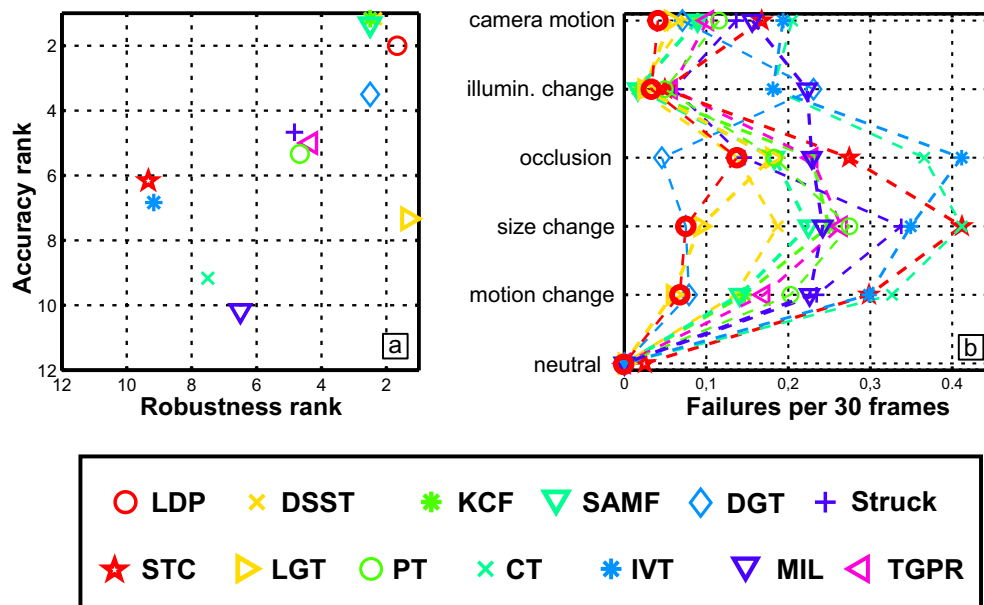 Accuracy rank
2
4
6
8
10
12
12
10
8
6
4
2
Robustness rank
a
camera motion
illumin. change
occlusion
size change
motion change
neutral
0
0,1
0,2
0,3
0.4
Failures per 30 frames
b
LDP DSST KCF SAMF DGT Struck
STC LGT PT CT IVT MIL TGPR